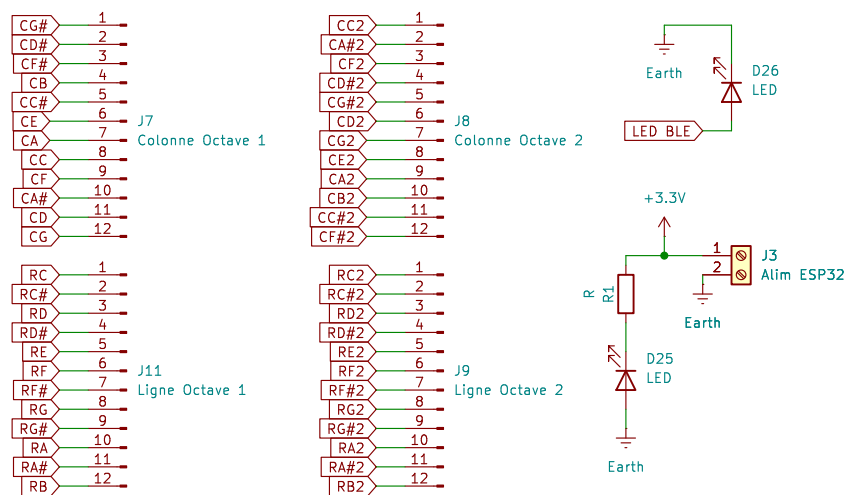 CG# 1
CD# 2
CF# 3
CB 4
CC# 5
CE 6
CA 7
CC 8
CF 9
CA# 10
CD 11
CG 12
J7
Colonne Octave 1
CC2 1
CA#2 2
CF2 3
CD#2 4
CG#2 5
CD2 6
CG2 7
CE2 8
CA2 9
CB2 10
CC#2 11
CF#2 12
J8
Colonne Octave 2
Earth
D26
LED
LED BLE
RC 1
RC# 2
RD 3
RD# 4
RE 5
RF 6
RF# 7
RG 8
RG# 9
RA 10
RA# 11
RB 12
J11
Ligne Octave 1
RC2 1
RC#2 2
RD2 3
RD#2 4
RE2 5
RF2 6
RF#2 7
RG2 8
RG#2 9
RA2 10
RA#2 11
RB2 12
J9
Ligne Octave 2
+3.3V
1
2
J3
Alim ESP32
Earth
R
R1
D25
LED
Earth